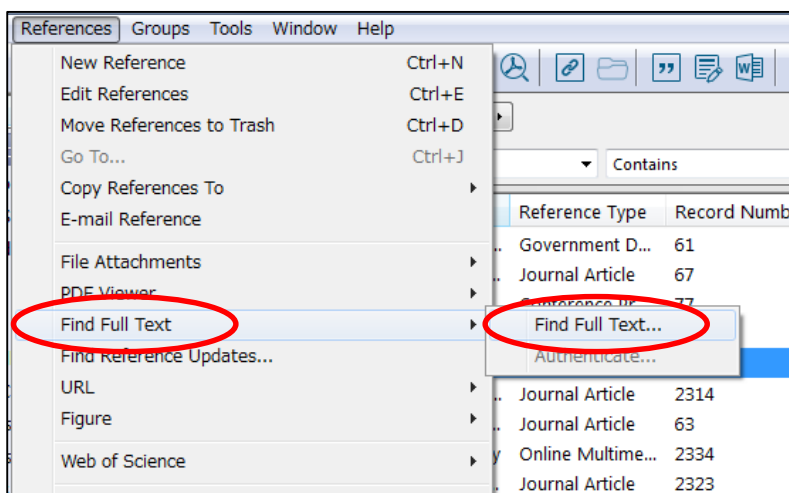 References Groups Tools Window Help
New Reference Ctrl+N
Edit References Ctrl+E
Move References to Trash Ctrl+D
Go To... Ctrl+J
Copy References To
E-mail Reference
File Attachments
PDF Viewer
Find Full Text
Find Reference Updates...
URL
Figure
Web of Science
Find Full Text...
Authenticate...
Contains
Reference Type Record Numb
Government D... 61
Journal Article 67
Conference Pr... 77
Journal Article 2314
Journal Article 63
Online Multime... 2334
Journal Article 2323